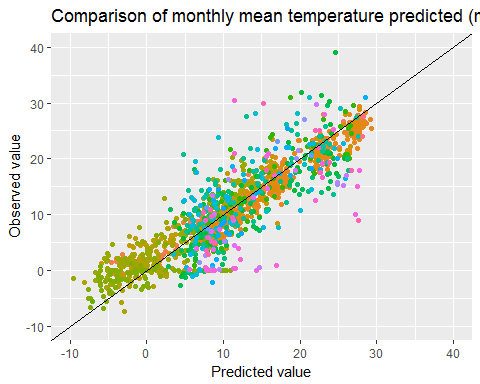 Comparison of monthly mean temperature predicted
40
30
20
10
0
-10
Observed value
-10 0 10 20 30 40
Predicted value